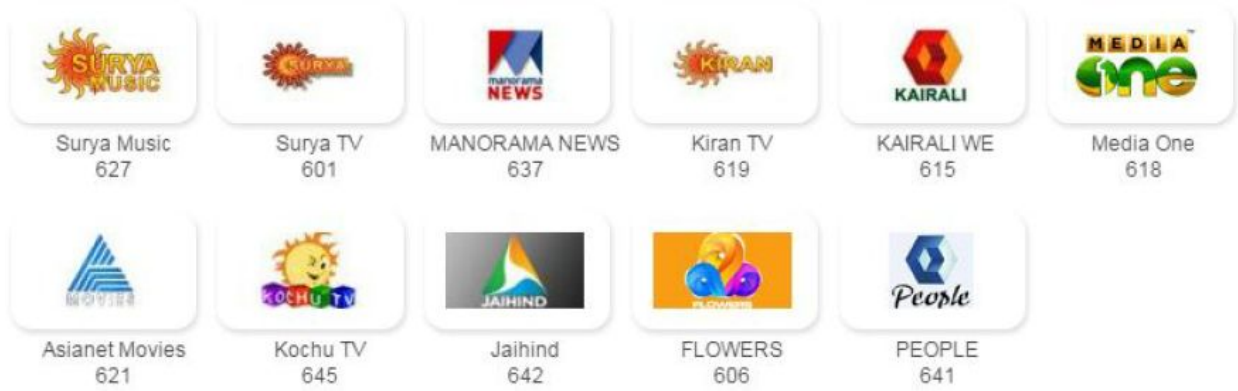 SURYA MUSIC
Surya Music
627
SURYA
Surya TV
601
manorama NEWS
MANORAMA NEWS
637
KIRAN
Kiran TV
619
KAIRALI
KAIRALI WE
615
MEDIA one
Media One
618
MOVIES
Asianet Movies
621
KOCHU TV
Kochu TV
645
JAIHIND
Jaihind
642
FLOWERS
FLOWERS
606
People
PEOPLE
641